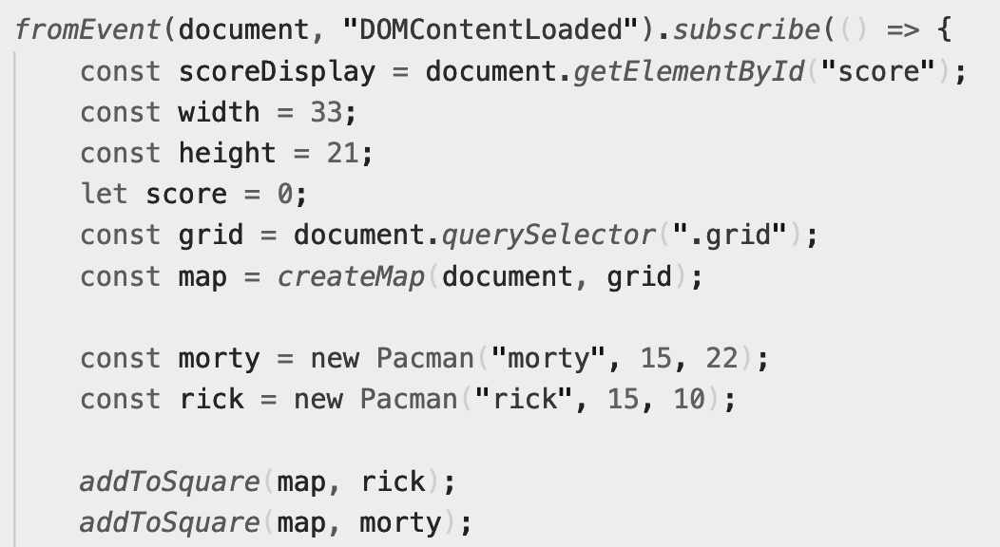 fromEvent(document, "DOMContentLoaded").subscribe(() => {
    const scoreDisplay = document.getElementById("score");
    const width = 33;
    const height = 21;
    let score = 0;
    const grid = document.querySelector(".grid");
    const map = createMap(document, grid);

    const morty = new Pacman("morty", 15, 22);
    const rick = new Pacman("rick", 15, 10);

    addToSquare(map, rick);
    addToSquare(map, morty);